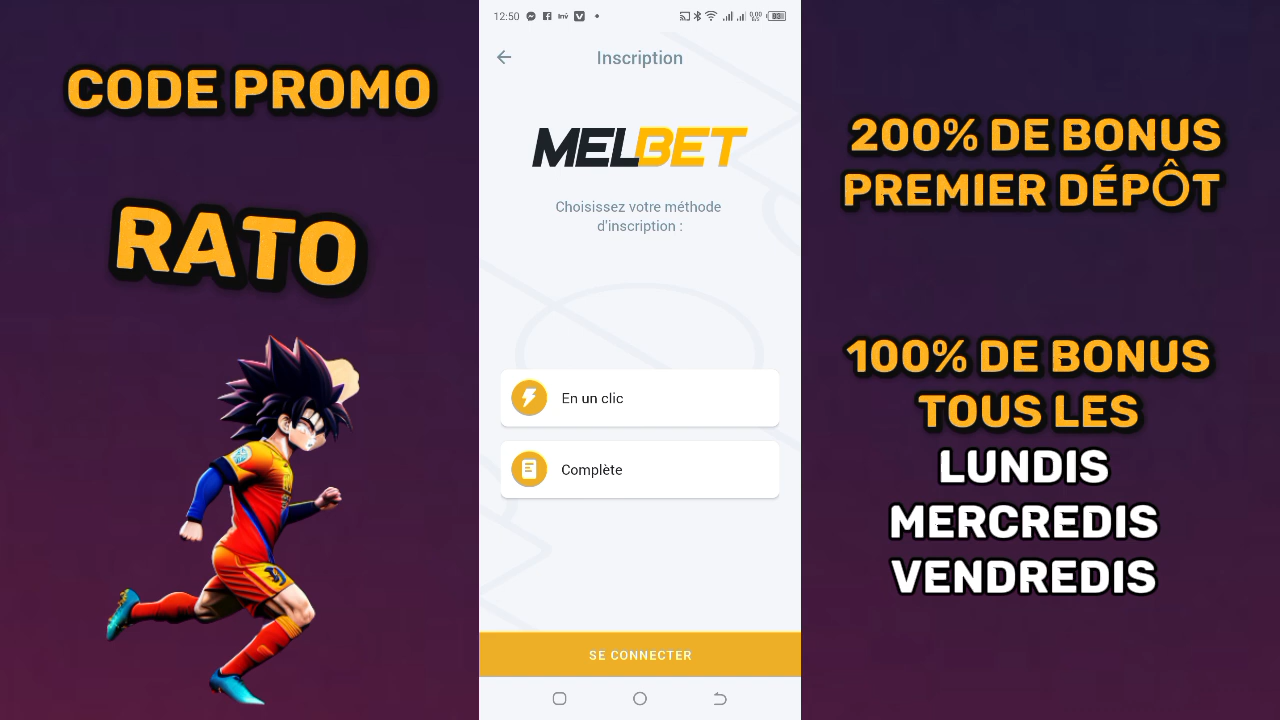 CODE PROMO
RATO
12:50
Inscription
MELBET
Choisissez votre méthode
d'inscription :
En un clic
Complète
SE CONNECTER
200% DE BONUS
PREMIER DÉPÔT
100% DE BONUS
TOUS LES
LUNDIS
MERCREDIS
VENDREDIS